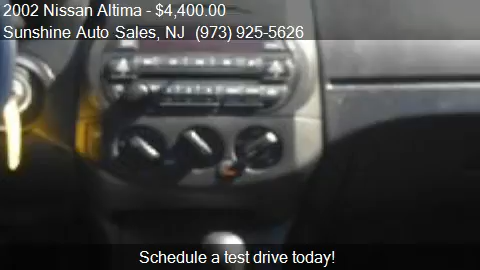 2002 Nissan Altima - $4,400.00
Sunshine Auto Sales, NJ  (973) 925-5626
Schedule a test drive today!